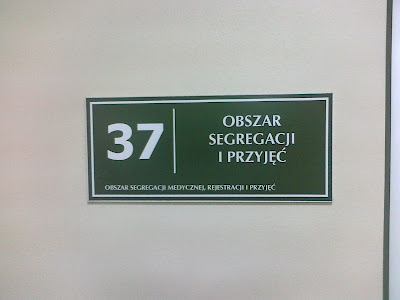 37
OBSZAR
SEGREGACJI
I PRZYJĘĆ
OBSZAR SEGREGACJI MEDYCZNEJ, REJESTRACJI I PRZYJĘĆ